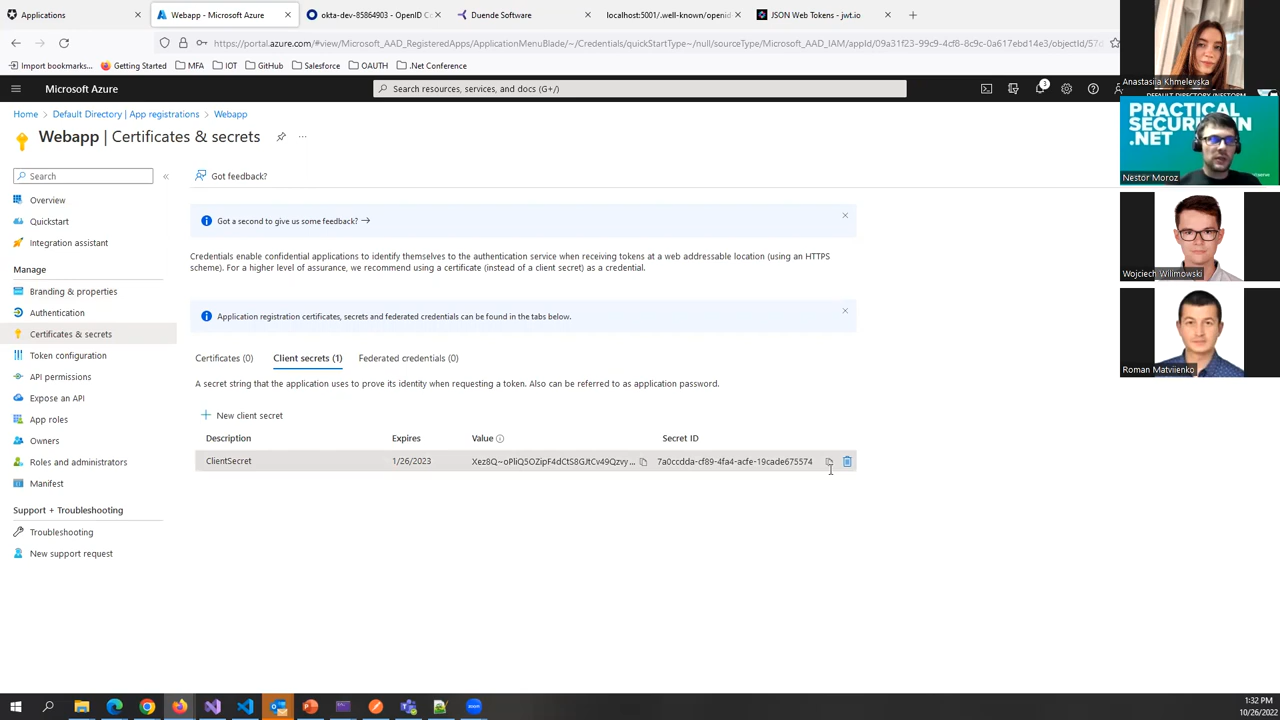 Applications
Webapp - Microsoft Azure
okta-dev-85864903 - OpenID Co
Duende Software
localhost:5001/.well-known/openid
JSON Web Tokens - jwt.io
https://portal.azure.com/#view/Microsoft_AAD_RegisteredApps/ApplicationMenuBlade/~/Credentials/quickStartType~/null/sourceType/Microsoft_AAD_IAM/appId/09a31f23-99c9-4cf8-8c9c-0a617ebd14e3/objectId/57d
Import bookmarks...
Getting Started
MFA
IOT
GitHub
Salesforce
OAUTH
.Net Conference
Microsoft Azure
Search resources, services, and docs (G+/)
3
Home > Default Directory | App registrations > Webapp
Webapp | Certificates & secrets
Search
Got feedback?
Overview
Quickstart
Integration assistant
Manage
Branding & properties
Authentication
Certificates & secrets
Token configuration
API permissions
Expose an API
App roles
Owners
Roles and administrators
Manifest
Support + Troubleshooting
Troubleshooting
New support request
Got a second to give us some feedback?
Credentials enable confidential applications to identify themselves to the authentication service when receiving tokens at a web addressable location (using an HTTPS
scheme). For a higher level of assurance, we recommend using a certificate (instead of a client secret) as a credential.
Application registration certificates, secrets and federated credentials can be found in the tabs below.
Certificates (0)
Client secrets (1)
Federated credentials (0)
A secret string that the application uses to prove its identity when requesting a token. Also can be referred to as application password.
New client secret
Description
Expires
Value
Secret ID
ClientSecret
1/26/2023
Xez8Q~oPliQ5OZipF4dCtS8GJtCv49Qzvy...
7a0ccdda-cf89-4fa4-acfe-19cade675574
Anastasiia Khmelevska
DEFAULT DIRECTORY (NESTORM
PRACTICAL
.NET
Nestor Moroz
Wojciech Wilimowski
Roman Matviienko
1:32 PM
10/26/2022